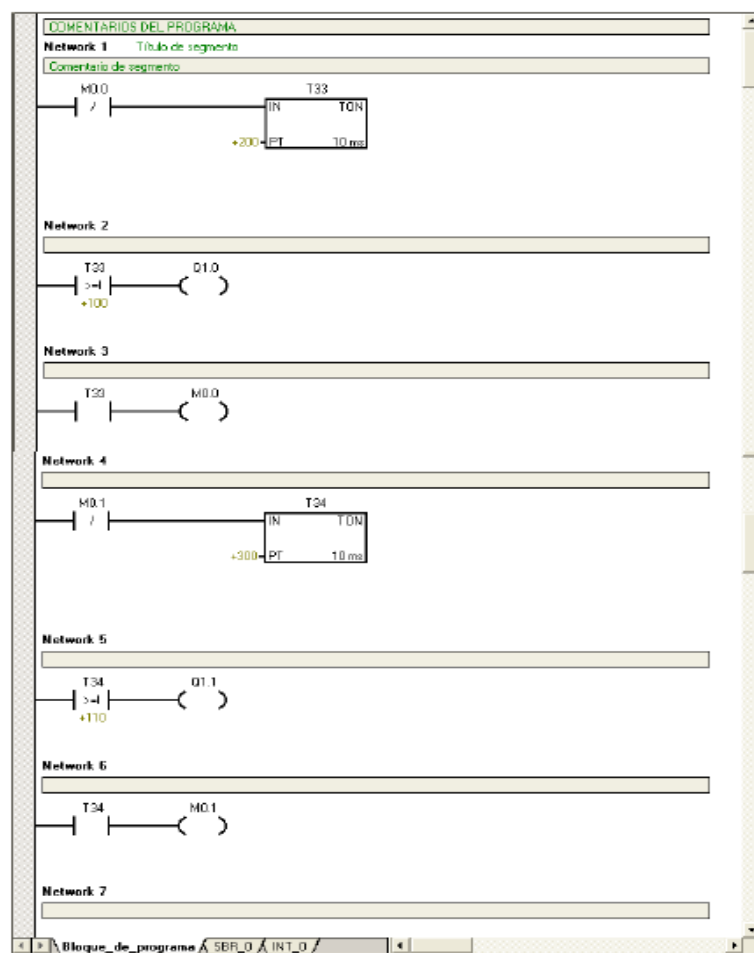 COMENTARIOS DEL PROGRAMA
Network 1 Título de segmento
Comentario de segmento
M0.0 T33
/ IN TON
+200 PT 10 ms
Network 2
T33 Q1.0
>=I
+100
Network 3
T33 M0.0
Network 4
M0.1 T34
/ IN TON
+300 PT 10 ms
Network 5
T34 Q1.1
>=I
+110
Network 6
T34 M0.1
Network 7
Bloque_de_programa SBR_0 INT_0